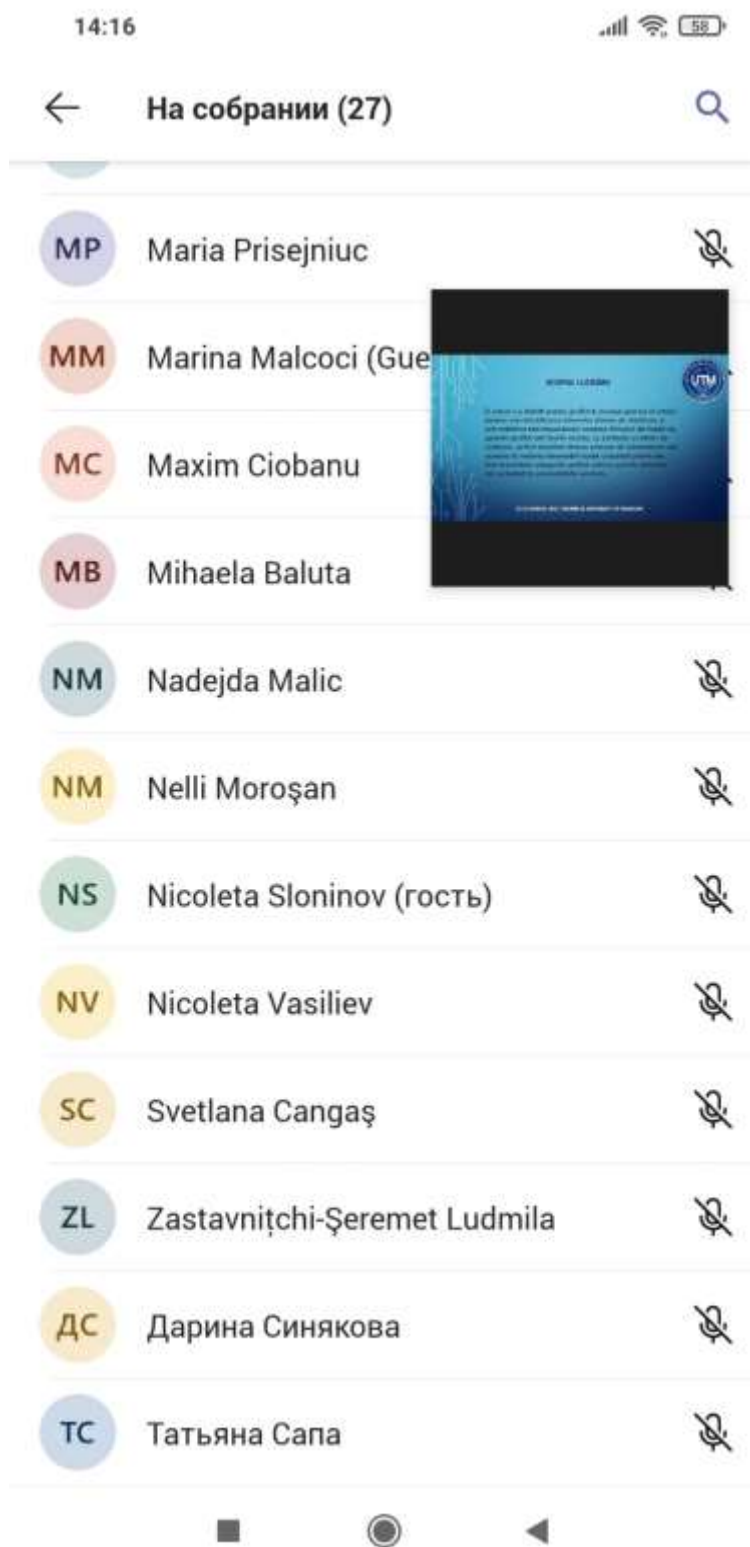 14:16
58
На собрании (27)
MP
Maria Prisejniuc
MM
Marina Malcoci (Gue
MC
Maxim Ciobanu
MB
Mihaela Baluta
NM
Nadejda Malic
NM
Nelli Moroşan
NS
Nicoleta Sloninov (гость)
NV
Nicoleta Vasiliev
SC
Svetlana Cangaş
ZL
Zastavnițchi-Şeremet Ludmila
ДС
Дарина Синякова
ТС
Татьяна Сапа
UTM